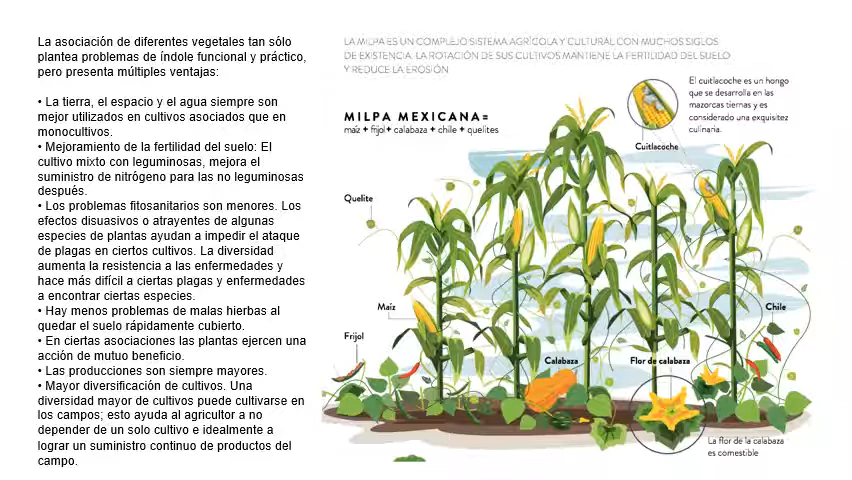 La asociación de diferentes vegetales tan sólo
plantea problemas de índole funcional y práctico,
pero presenta múltiples ventajas:
• La tierra, el espacio y el agua siempre son
mejor utilizados en cultivos asociados que en
monocultivos.
• Mejoramiento de la fertilidad del suelo: El
cultivo mixto con leguminosas, mejora el
suministro de nitrógeno para las no leguminosas
después.
• Los problemas fitosanitarios son menores. Los
efectos disuasivos o atrayentes de algunas
especies de plantas ayudan a impedir el ataque
de plagas en ciertos cultivos. La diversidad
aumenta la resistencia a las enfermedades y
hace más difícil a ciertas plagas y enfermedades
a encontrar ciertas especies.
• Hay menos problemas de malas hierbas al
quedar el suelo rápidamente cubierto.
• En ciertas asociaciones las plantas ejercen una
acción de mutuo beneficio.
• Las producciones son siempre mayores.
• Mayor diversificación de cultivos. Una
diversidad mayor de cultivos puede cultivarse en
los campos; esto ayuda al agricultor a no
depender de un solo cultivo e idealmente a
lograr un suministro continuo de productos del
campo.
LA MILPA ES UN COMPLEJO SISTEMA AGRÍCOLA Y CULTURAL CON MUCHOS SIGLOS
DE EXISTENCIA. LA ROTACIÓN DE SUS CULTIVOS MANTIENE LA FERTILIDAD DEL SUELO
Y REDUCE LA EROSIÓN
MILPA MEXICANA=
maíz + frijol+ calabaza + chile + quelites
El cuitlacoche es un hongo
que se desarrolla en las
mazorcas tiernas y es
considerado una exquisitez
culinaria.
Cuitlacoche
Quelite
Maíz
Chile
Frijol
Calabaza
Flor de calabaza
La flor de la calabaza
es comestible